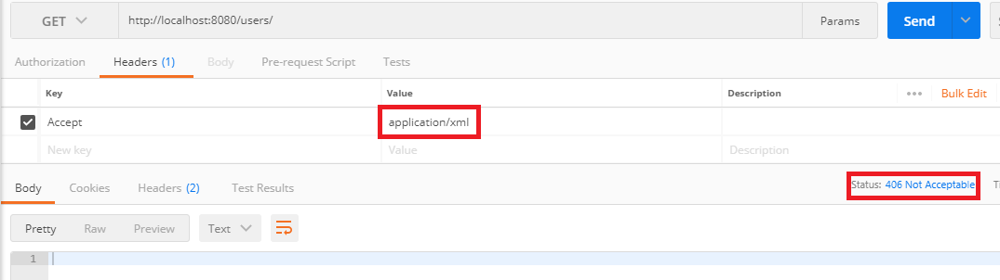 GET http://localhost:8080/users/ Params Send
Authorization Headers (1) Body Pre-request Script Tests
Key Value Description ••• Bulk Edit
Accept application/xml
New key Value Description
Body Cookies Headers (2) Test Results Status: 406 Not Acceptable
Pretty Raw Preview Text
1